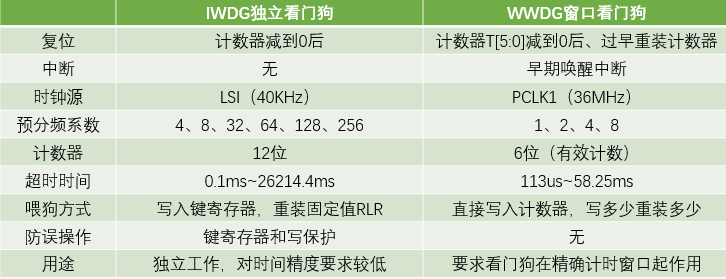 IWDG独立看门狗 WWDG窗口看门狗
复位 计数器减到0后 计数器T[5:0]减到0后、过早重装计数器
中断 无 早期唤醒中断
时钟源 LSI（40KHz） PCLK1（36MHz）
预分频系数 4、8、32、64、128、256 1、2、4、8
计数器 12位 6位（有效计数）
超时时间 0.1ms~26214.4ms 113us~58.25ms
喂狗方式 写入键寄存器，重装固定值RLR 直接写入计数器，写多少重装多少
防误操作 键寄存器和写保护 无
用途 独立工作，对时间精度要求较低 要求看门狗在精确计时窗口起作用